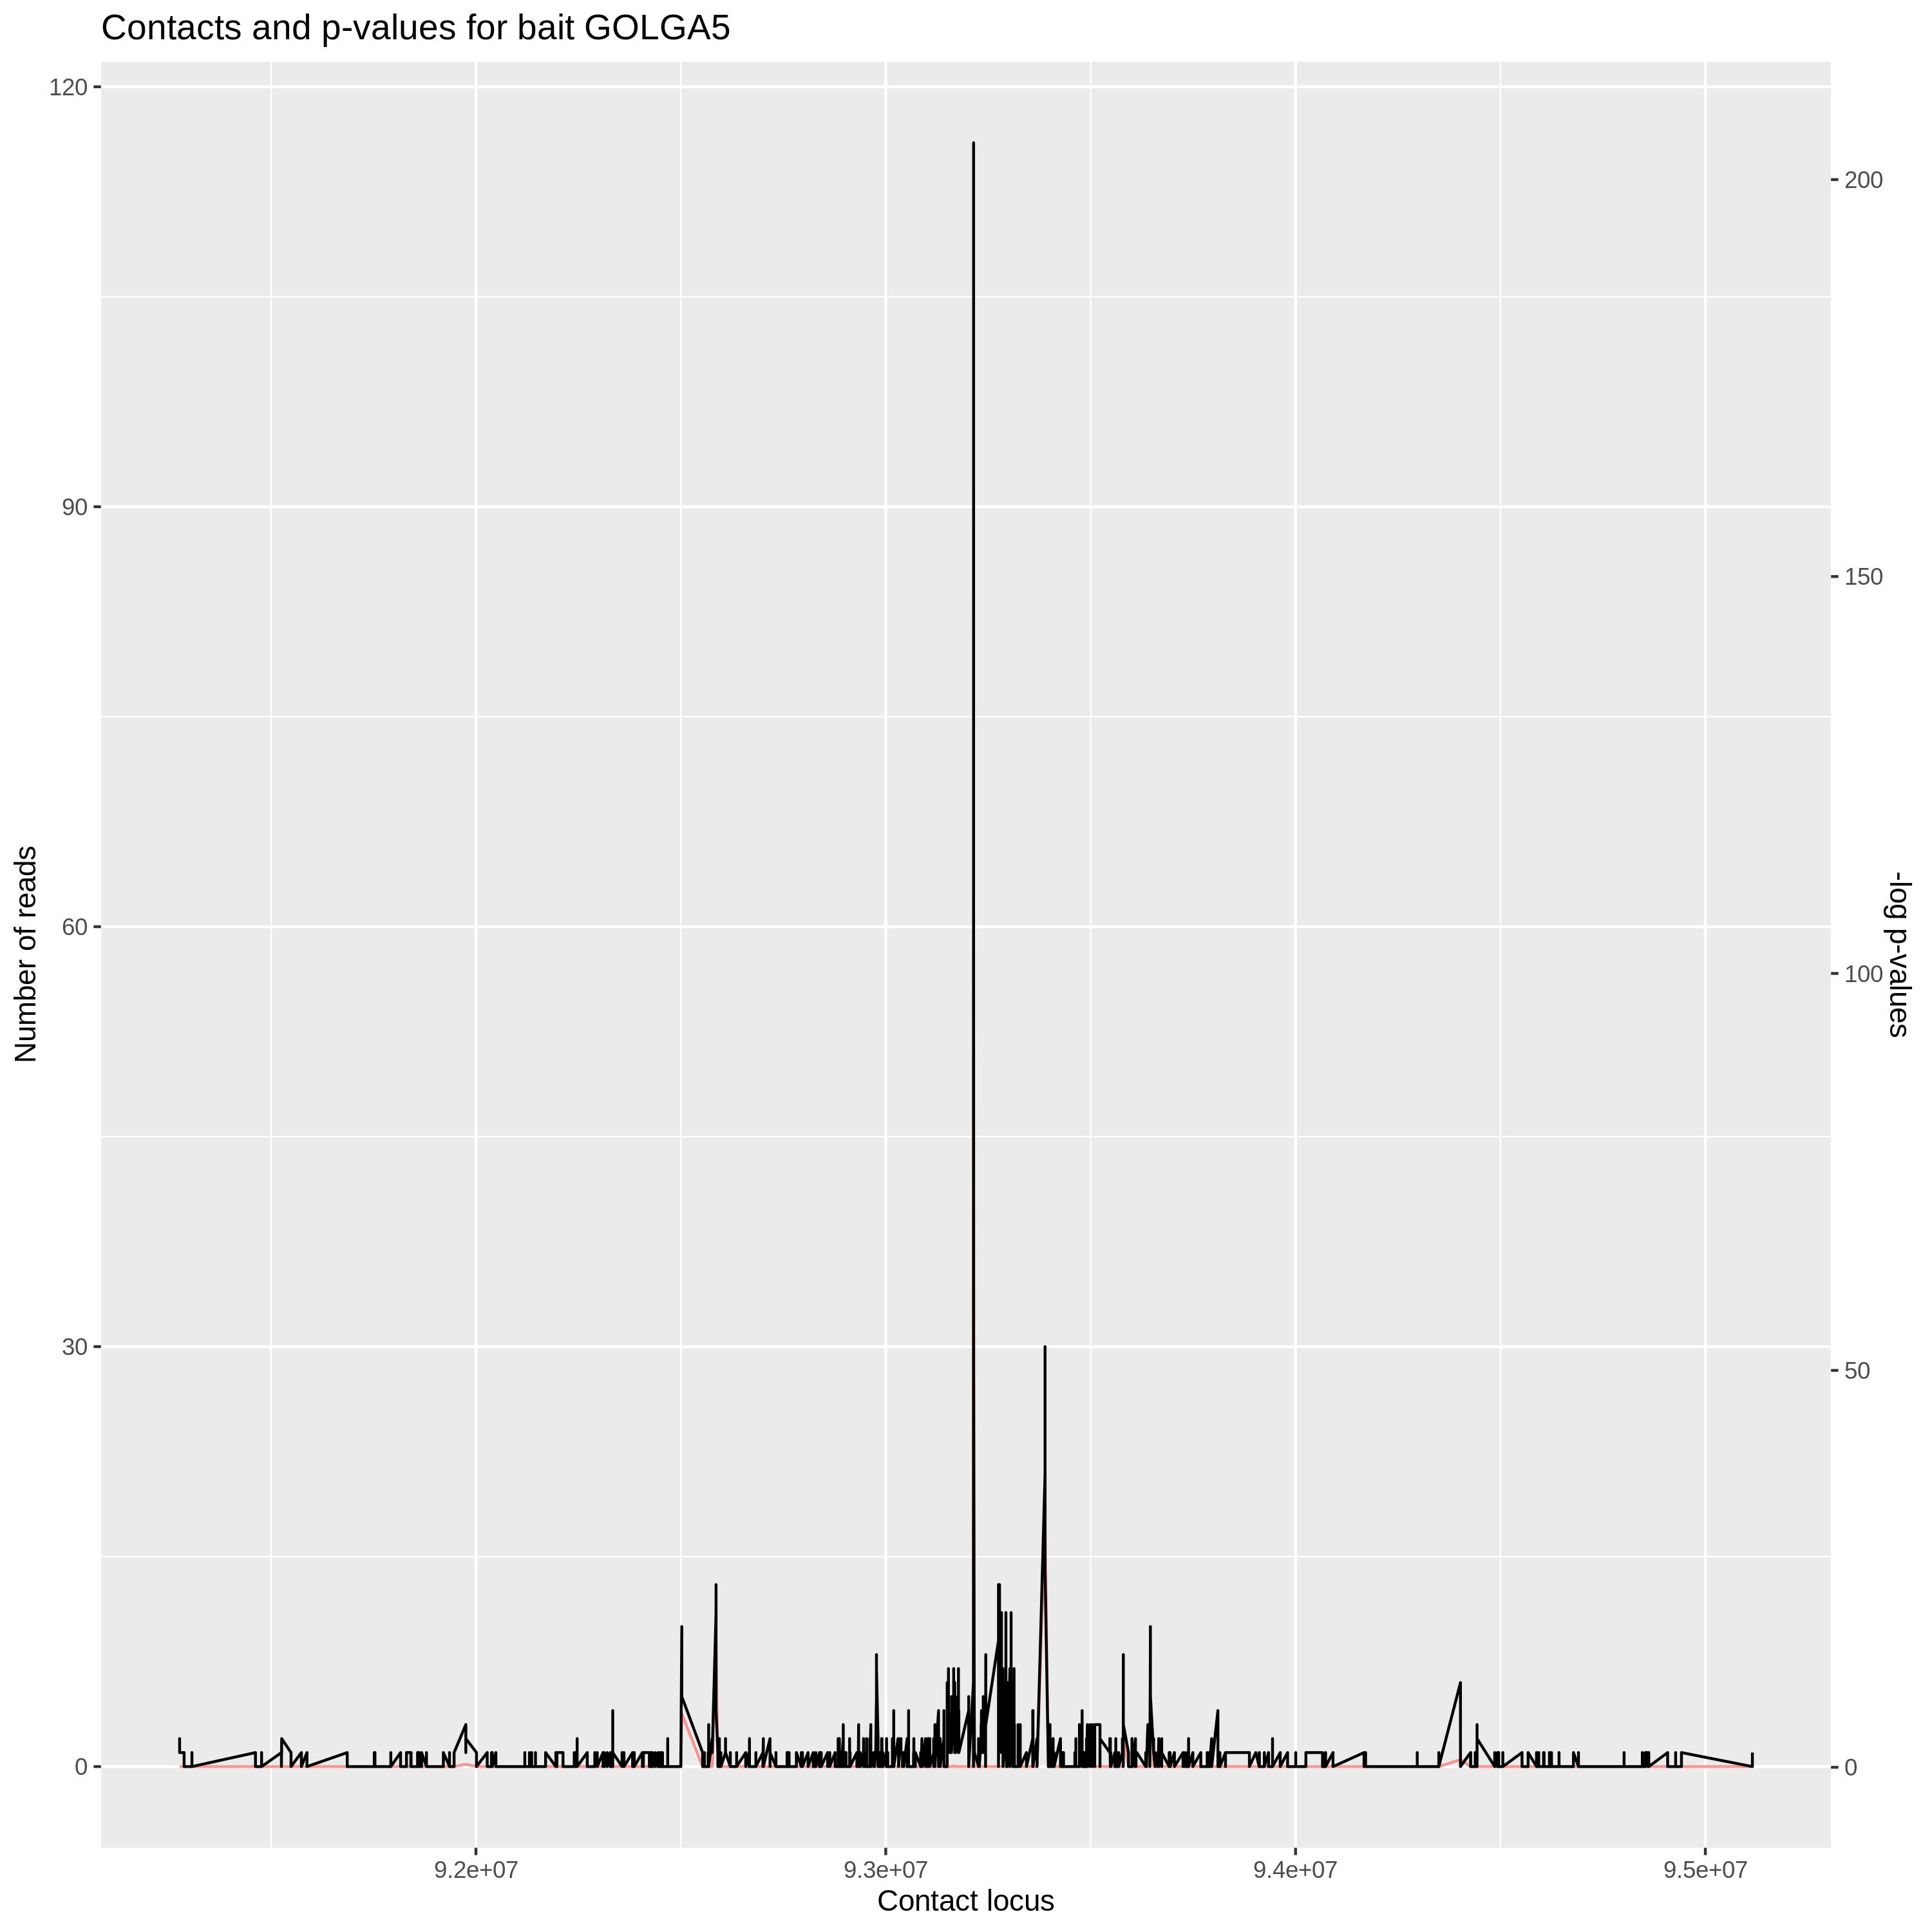 Contacts and p-values for bait GOLGA5
120
90
60
30
0
Number of reads
200
150
100
50
0
-log p-values
9.2e+07 9.3e+07 9.4e+07 9.5e+07
Contact locus